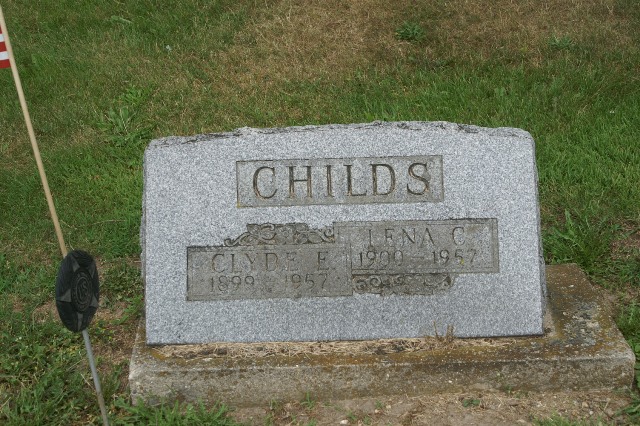 CHILDS
CLYDE E.
1899 - 1957
LENA C.
1900 - 1957